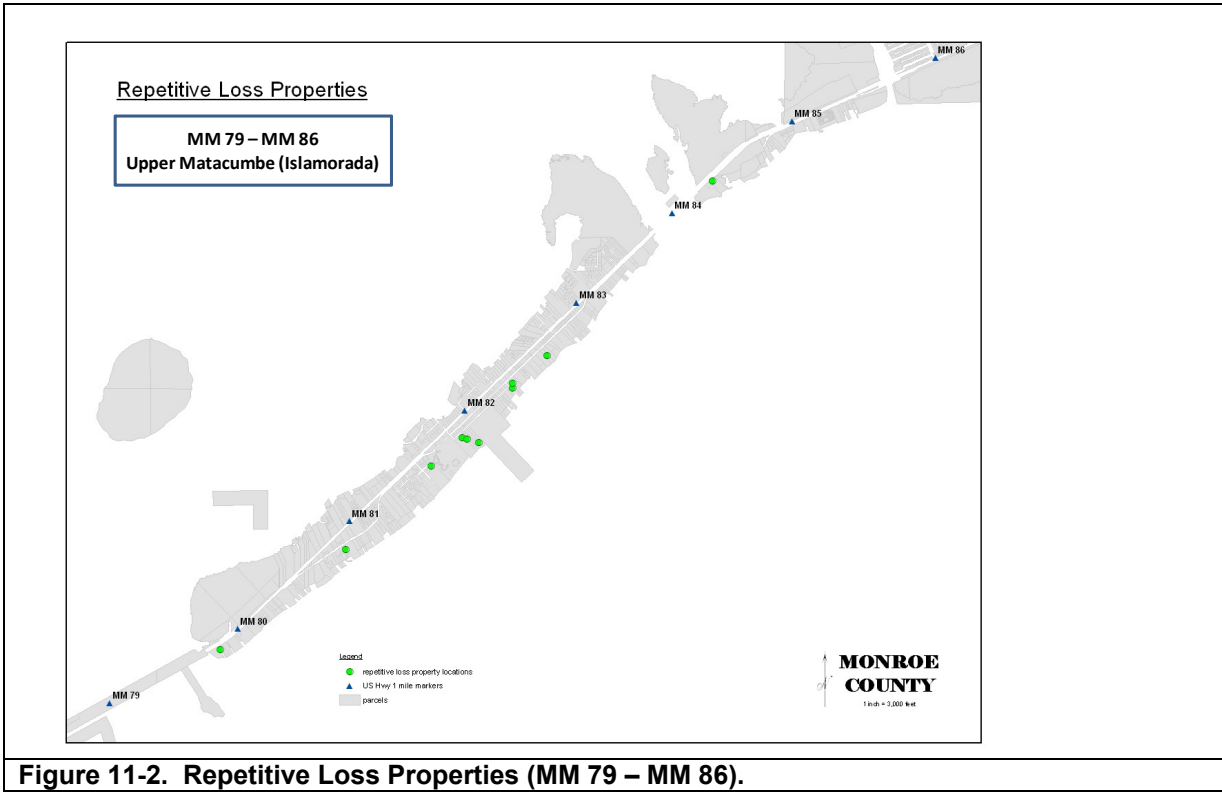 Repetitive Loss Properties
MM 79 – MM 86
Upper Matacumbe (Islamorada)
MM 86
MM 85
MM 84
MM 83
MM 82
MM 81
MM 80
MM 79
Legend
repetitive loss property locations
US Hwy 1 mile markers
parcels
MONROE
COUNTY
1 inch = 3,000 feet
Figure 11-2. Repetitive Loss Properties (MM 79 – MM 86).